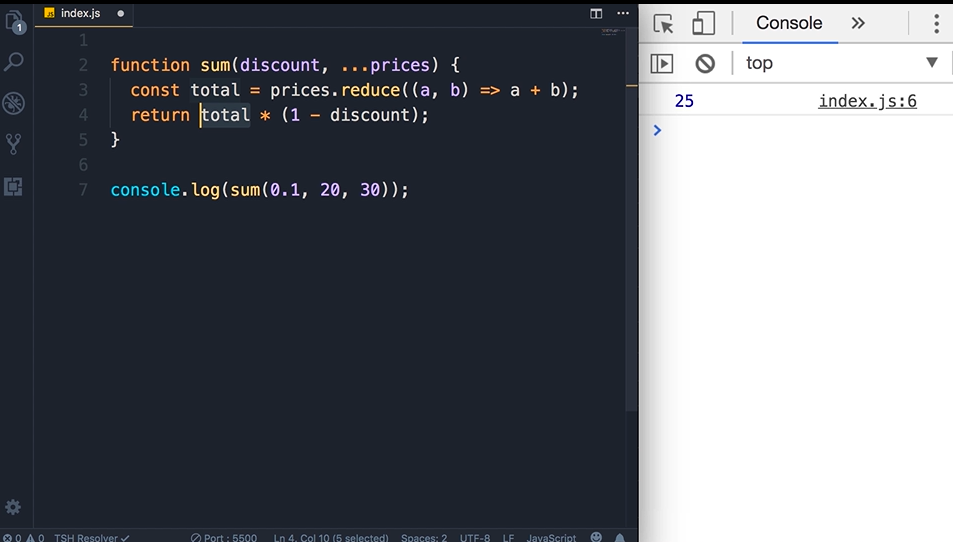 1
index.js
1
2 function sum(discount, ...prices) {
3 const total = prices.reduce((a, b) => a + b);
4 return total * (1 - discount);
5 }
6
7 console.log(sum(0.1, 20, 30));
0 0 TSH Resolver Port : 5500 Ln 4, Col 10 (5 selected) Spaces: 2 UTF-8 LF JavaScript
Console
top
25 index.js:6